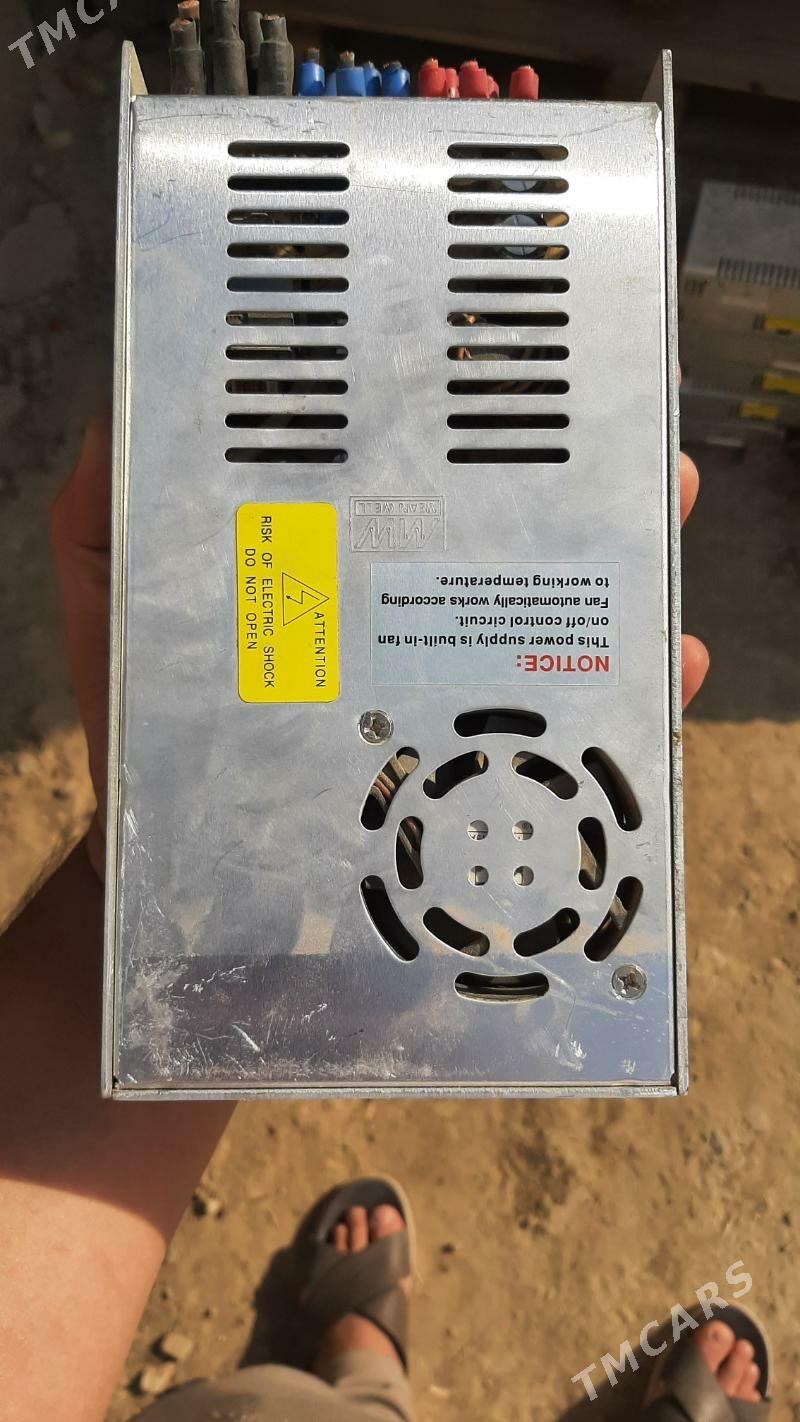 TMCA
MEAN WELL
MW
ATTENTION
RISK OF ELECTRIC SHOCK
DO NOT OPEN
NOTICE:
This power supply is built-in fan
on/off control circuit.
Fan automatically works according
to working temperature.
TMCARS